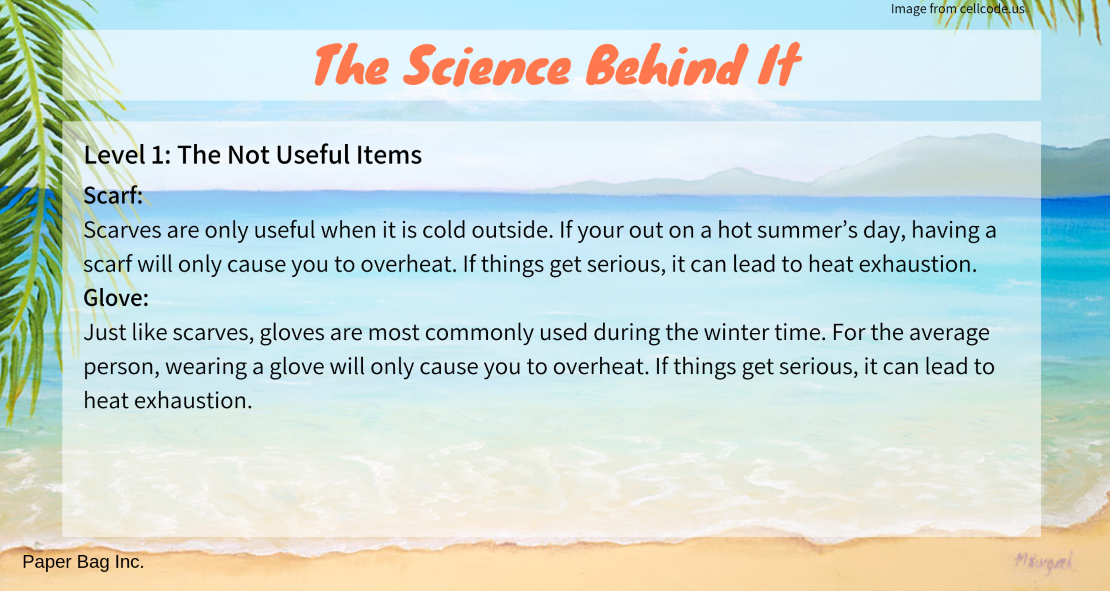 Image from cellcode.us
The Science Behind It
Level 1: The Not Useful Items
Scarf:
Scarves are only useful when it is cold outside. If your out on a hot summer’s day, having a
scarf will only cause you to overheat. If things get serious, it can lead to heat exhaustion.
Glove:
Just like scarves, gloves are most commonly used during the winter time. For the average
person, wearing a glove will only cause you to overheat. If things get serious, it can lead to
heat exhaustion.
Paper Bag Inc.